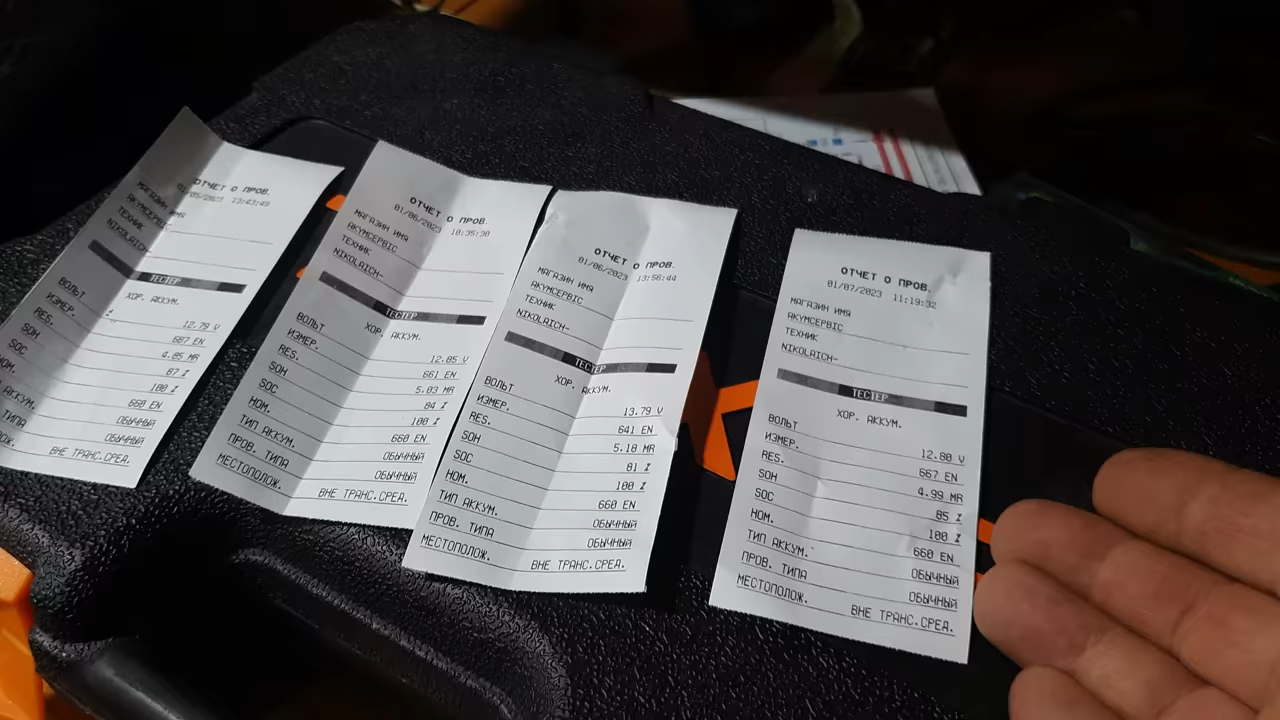 ОТЧЕТ О ПРОВ.
/05/2023 13:43:49
МАГАЗИН ИМЯ
АКУМСЕРВІС
ТЕХНИК
NIKOLAICH-
ТЕСТЕР
ХОР. АККУМ.
ВОЛЬТ 12.79 V
ИЗМЕР. 667 EN
RES. 4.85 MR
SOH 87 %
SOC 100 %
НОМ. 660 EN
АККУМ. ОБЫЧНЫЙ
ТИПА ОБЫЧНЫЙ
ВНЕ ТРАНС.СРЕД.
ОТЧЕТ О ПРОВ.
01/06/2023 10:35:30
МАГАЗИН ИМЯ
АКУМСЕРВІС
ТЕХНИК
NIKOLAICH-
ТЕСТЕР
ХОР. АККУМ.
ВОЛЬТ 12.85 V
ИЗМЕР. 661 EN
RES. 5.03 MR
SOH 84 %
SOC 100 %
НОМ. 660 EN
ТИП АККУМ. ОБЫЧНЫЙ
ПРОВ. ТИПА ОБЫЧНЫЙ
МЕСТОПОЛОЖ. ВНЕ ТРАНС.СРЕД.
ОТЧЕТ О ПРОВ.
01/06/2023 13:56:44
МАГАЗИН ИМЯ
АКУМСЕРВІС
ТЕХНИК
NIKOLAICH-
ТЕСТЕР
ХОР. АККУМ.
ВОЛЬТ 13.79 V
ИЗМЕР. 641 EN
RES. 5.18 MR
SOH 81 %
SOC 100 %
НОМ. 660 EN
ТИП АККУМ. ОБЫЧНЫЙ
ПРОВ. ТИПА ОБЫЧНЫЙ
МЕСТОПОЛОЖ. ВНЕ ТРАНС.СРЕД.
ОТЧЕТ О ПРОВ.
01/07/2023 11:19:32
МАГАЗИН ИМЯ
АКУМСЕРВІС
ТЕХНИК
NIKOLAICH-
ТЕСТЕР
ХОР. АККУМ.
ВОЛЬТ 12.80 V
ИЗМЕР. 667 EN
RES. 4.99 MR
SOH 85 %
SOC 100 %
НОМ. 660 EN
ТИП АККУМ. ОБЫЧНЫЙ
ПРОВ. ТИПА ОБЫЧНЫЙ
МЕСТОПОЛОЖ. ВНЕ ТРАНС.СРЕД.